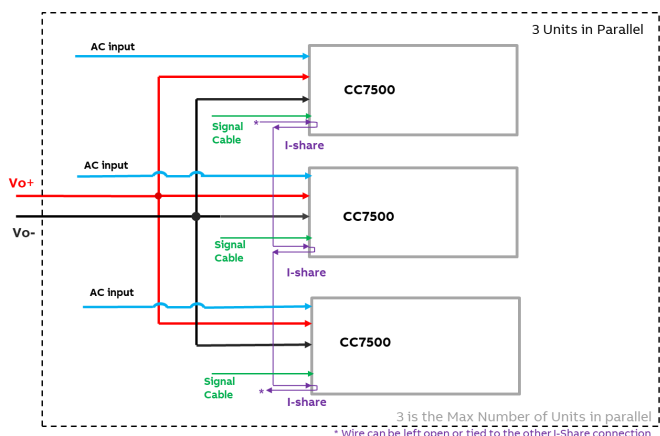 3 Units in Parallel
AC input
CC7500
Signal
Cable
*
I-share
AC input
Vo+
CC7500
Vo-
Signal
Cable
I-share
AC input
CC7500
Signal
Cable
*
I-share
3 is the Max Number of Units in parallel
* Wire can be left open or tied to the other I-Share connection